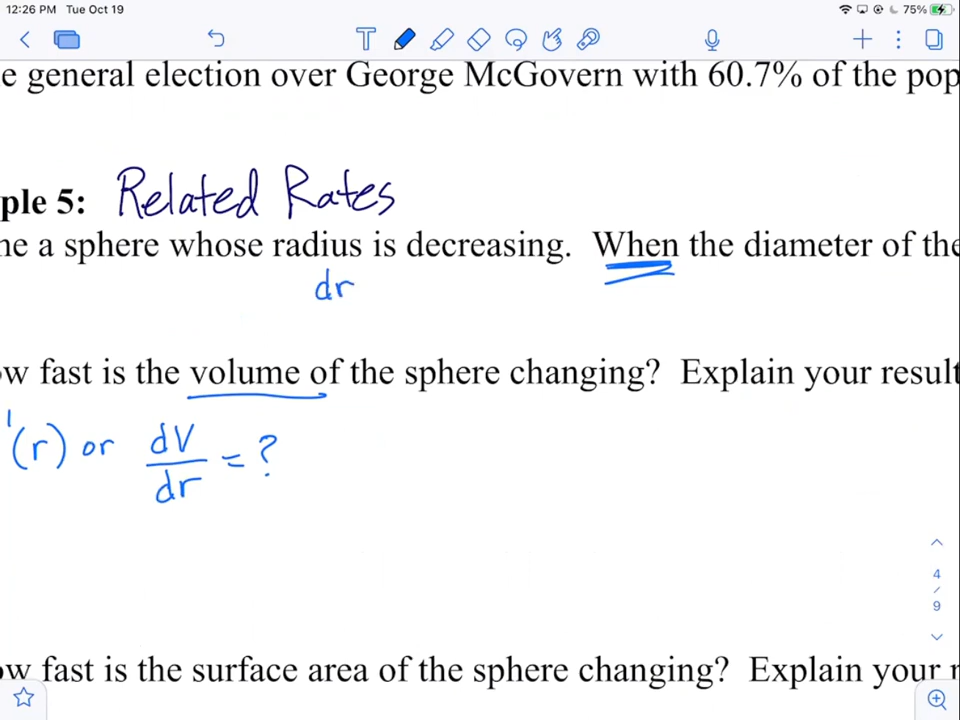 12:26 PM Tue Oct 19 75%
T
e general election over George McGovern with 60.7% of the pop
ple 5: Related Rates
ne a sphere whose radius is decreasing. When the diameter of the
dr
ow fast is the volume of the sphere changing? Explain your result
'(r) or dV/dr = ?
4
/
9
ow fast is the surface area of the sphere changing? Explain your r